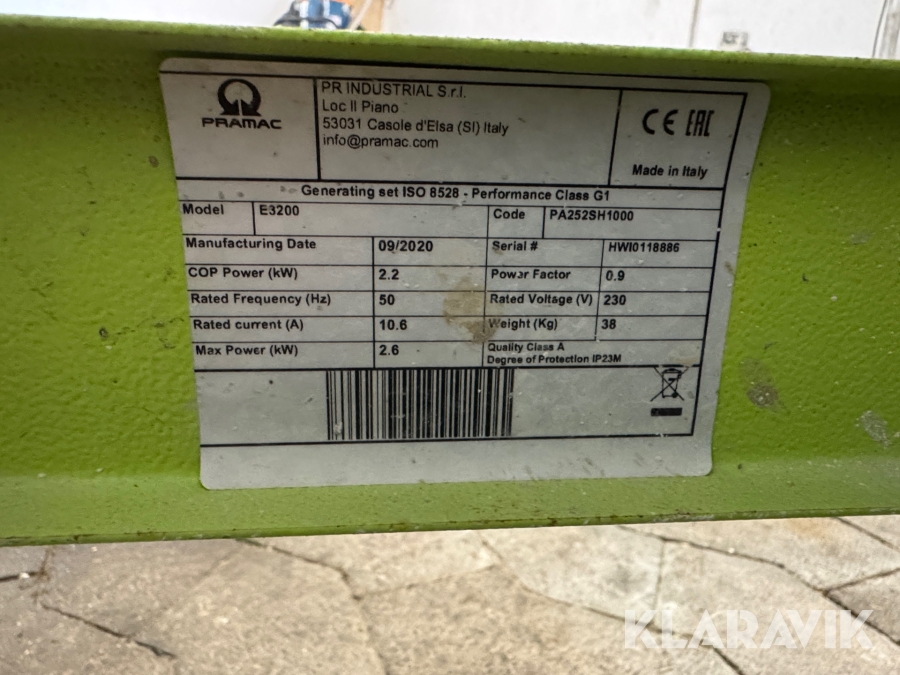 PRAMAC
PR INDUSTRIAL S.r.l.
Loc Il Piano
53031 Casole d'Elsa (SI) Italy
info@pramac.com
CE EAC
Made in Italy
Generating set ISO 8528 - Performance Class G1
Model E3200 Code PA252SH1000
Manufacturing Date 09/2020 Serial # HWI0118886
COP Power (kW) 2.2 Power Factor 0.9
Rated Frequency (Hz) 50 Rated Voltage (V) 230
Rated current (A) 10.6 Weight (Kg) 38
Max Power (kW) 2.6 Quality Class A
Degree of Protection IP23M
KLARAVIK